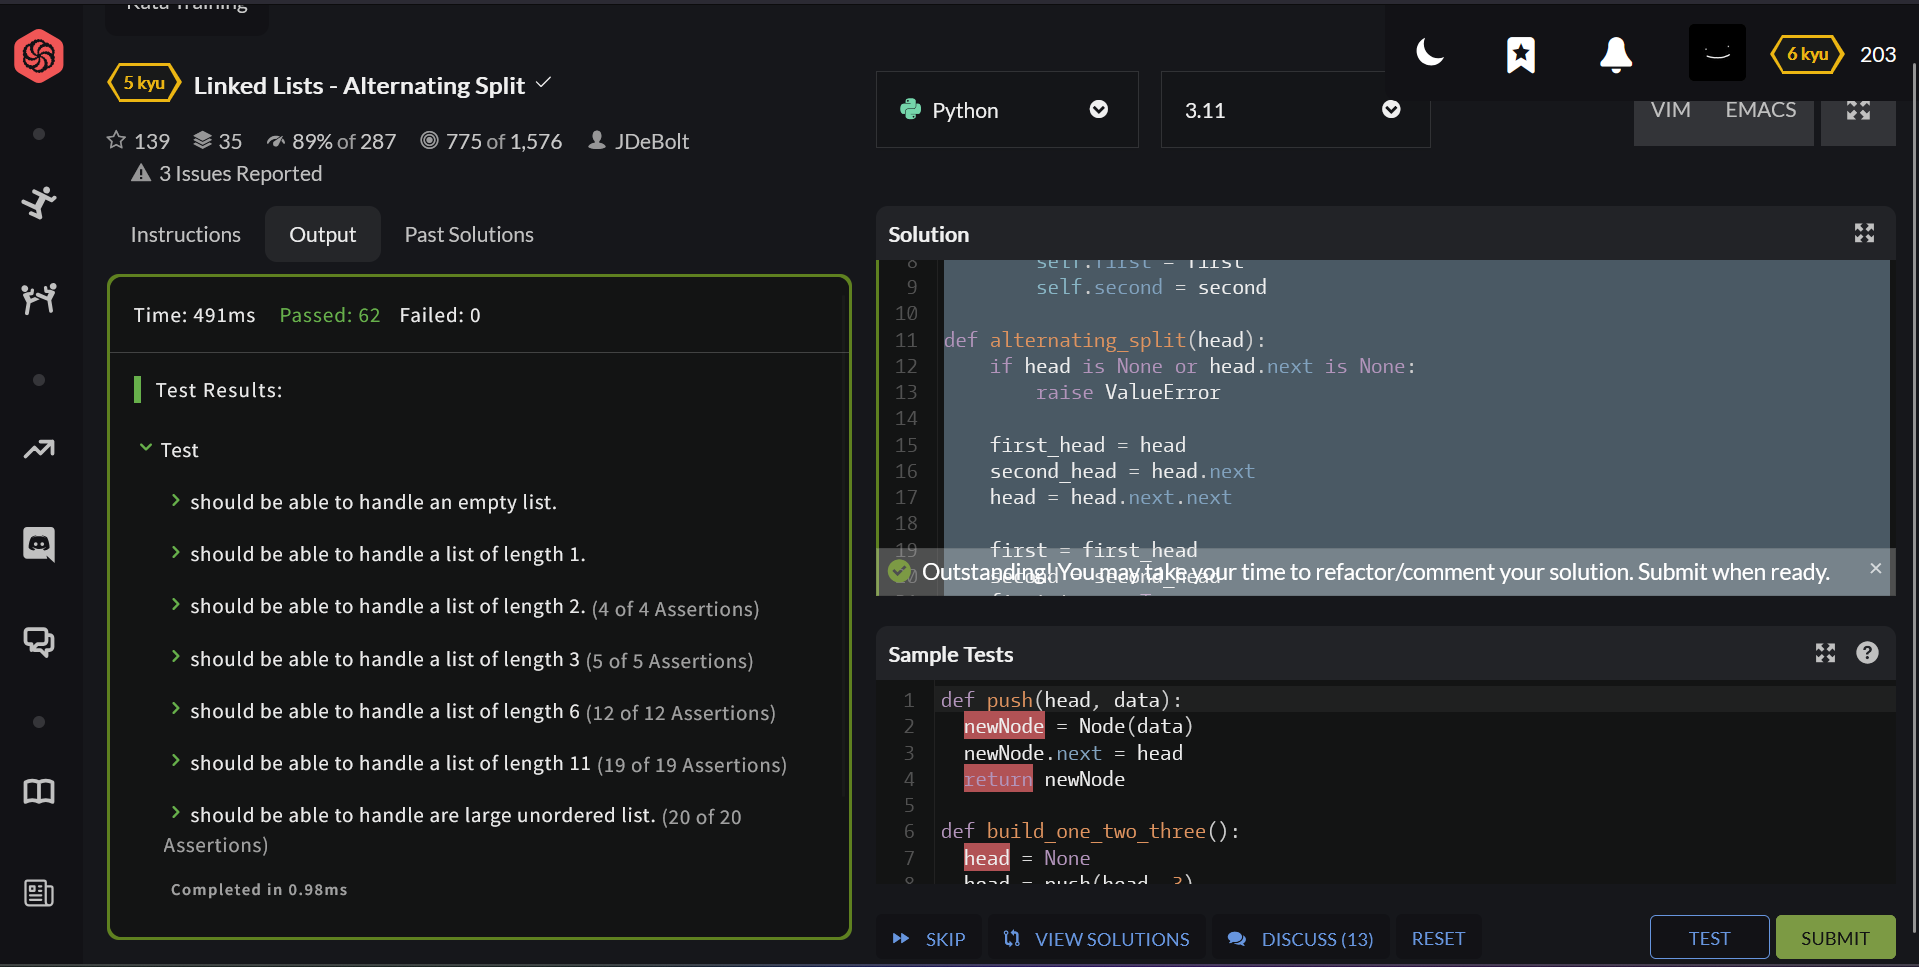 Kata Training
5 kyu Linked Lists - Alternating Split
139 35 89% of 287 775 of 1,576 JDeBolt
3 Issues Reported
Instructions Output Past Solutions
Time: 491ms Passed: 62 Failed: 0
Test Results:
Test
should be able to handle an empty list.
should be able to handle a list of length 1.
should be able to handle a list of length 2. (4 of 4 Assertions)
should be able to handle a list of length 3 (5 of 5 Assertions)
should be able to handle a list of length 6 (12 of 12 Assertions)
should be able to handle a list of length 11 (19 of 19 Assertions)
should be able to handle are large unordered list. (20 of 20
Assertions)
Completed in 0.98ms
6 kyu 203
Python 3.11 VIM EMACS
Solution
8 self.first = first
9 self.second = second
10
11 def alternating_split(head):
12 if head is None or head.next is None:
13 raise ValueError
14
15 first_head = head
16 second_head = head.next
17 head = head.next.next
18
19 first = first_head
20 second = second_head
Outstanding! You may take your time to refactor/comment your solution. Submit when ready. ×
Sample Tests
1 def push(head, data):
2 newNode = Node(data)
3 newNode.next = head
4 return newNode
5
6 def build_one_two_three():
7 head = None
8 head = push(head, 3)
SKIP VIEW SOLUTIONS DISCUSS (13) RESET TEST SUBMIT